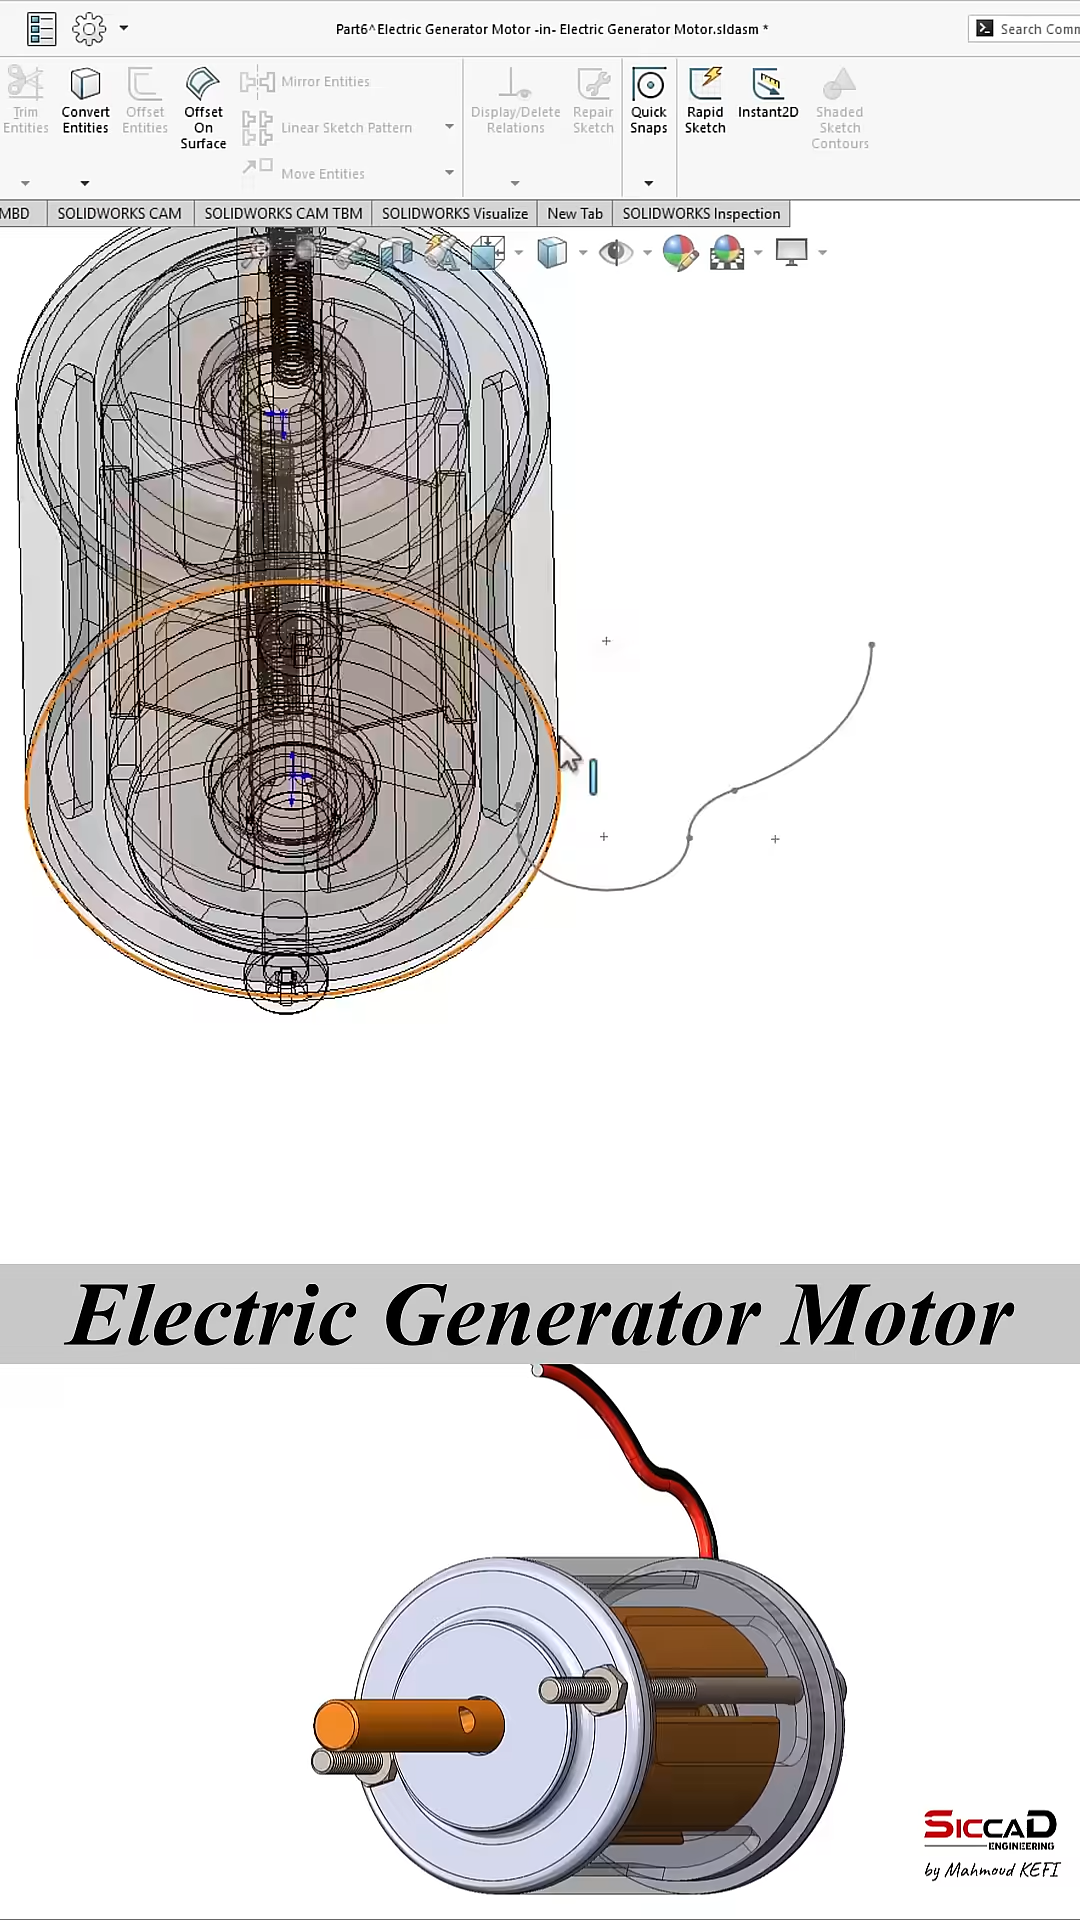 Part6^Electric Generator Motor -in- Electric Generator Motor.sldasm *
Search Comm
Trim Entities
Convert Entities
Offset Entities
Offset On Surface
Mirror Entities
Linear Sketch Pattern
Move Entities
Display/Delete Relations
Repair Sketch
Quick Snaps
Rapid Sketch
Instant2D
Shaded Sketch Contours
MBD
SOLIDWORKS CAM
SOLIDWORKS CAM TBM
SOLIDWORKS Visualize
New Tab
SOLIDWORKS Inspection
Electric Generator Motor
SICCAD
ENGINEERING
by Mahmoud KEFI